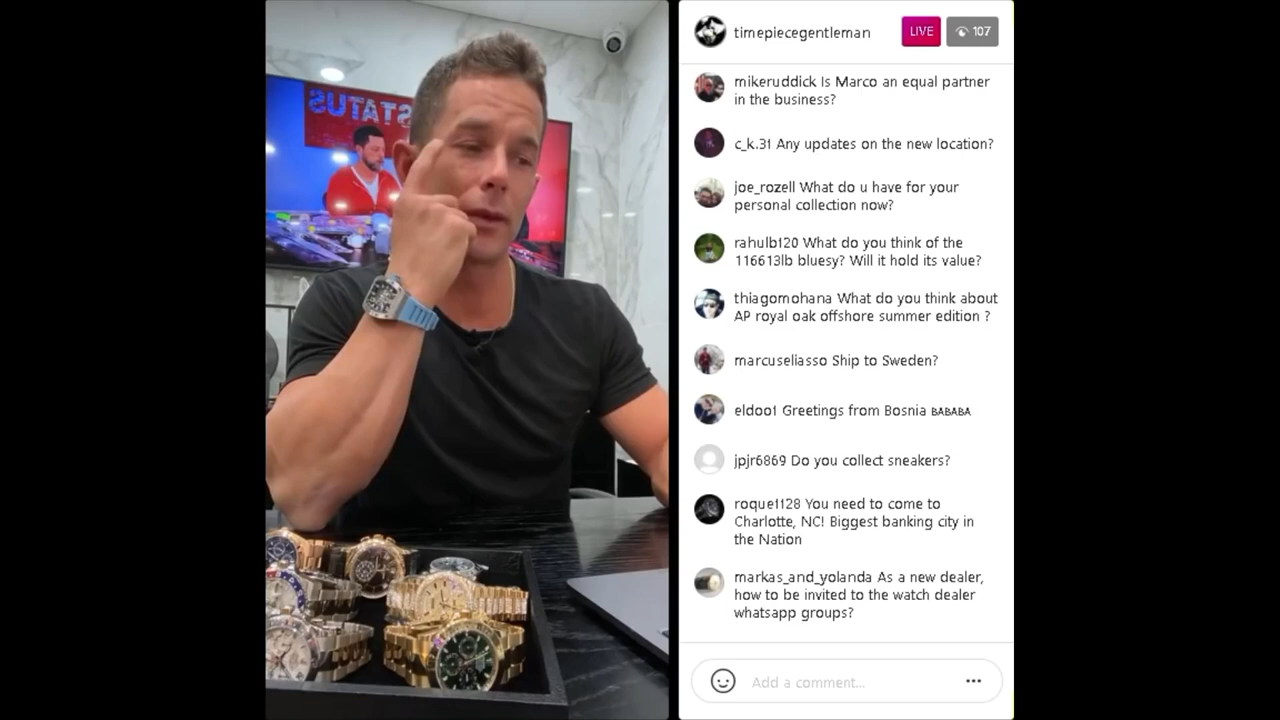 STATUS
timepiecegentleman
LIVE
107
mikeruddick Is Marco an equal partner
in the business?
c_k.31 Any updates on the new location?
joe_rozell What do u have for your
personal collection now?
rahulb120 What do you think of the
116613lb bluesy? Will it hold its value?
thiagomohana What do you think about
AP royal oak offshore summer edition ?
marcuseliasso Ship to Sweden?
eldoo1 Greetings from Bosnia BABABA
jpjr6869 Do you collect sneakers?
roque1128 You need to come to
Charlotte, NC! Biggest banking city in
the Nation
markas_and_yolanda As a new dealer,
how to be invited to the watch dealer
whatsapp groups?
Add a comment...